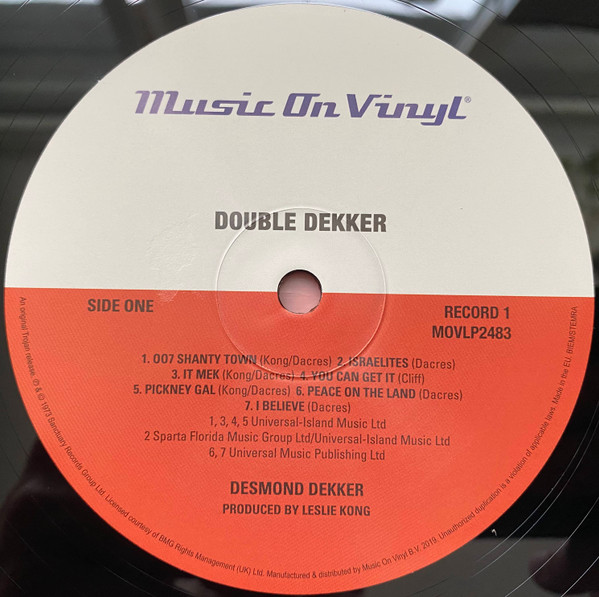 Music On Vinyl®
DOUBLE DEKKER
SIDE ONE
RECORD 1
MOVLP2483
1. OO7 SHANTY TOWN (Kong/Dacres) 2. ISRAELITES (Dacres)
3. IT MEK (Kong/Dacres) 4. YOU CAN GET IT (Cliff)
5. PICKNEY GAL (Kong/Dacres) 6. PEACE ON THE LAND (Dacres)
7. I BELIEVE (Dacres)
1, 3, 4, 5 Universal-Island Music Ltd
2 Sparta Florida Music Group Ltd/Universal-Island Music Ltd
6, 7 Universal Music Publishing Ltd
DESMOND DEKKER
PRODUCED BY LESLIE KONG
An original Trojan release. ℗ & © 1973 Sanctuary Records Group Ltd. Licensed courtesy of BMG Rights Management (UK) Ltd. Manufactured & distributed by Music On Vinyl B.V. 2019. Unauthorized duplication is a violation of applicable laws. Made in the EU. BIEM/STEMRA